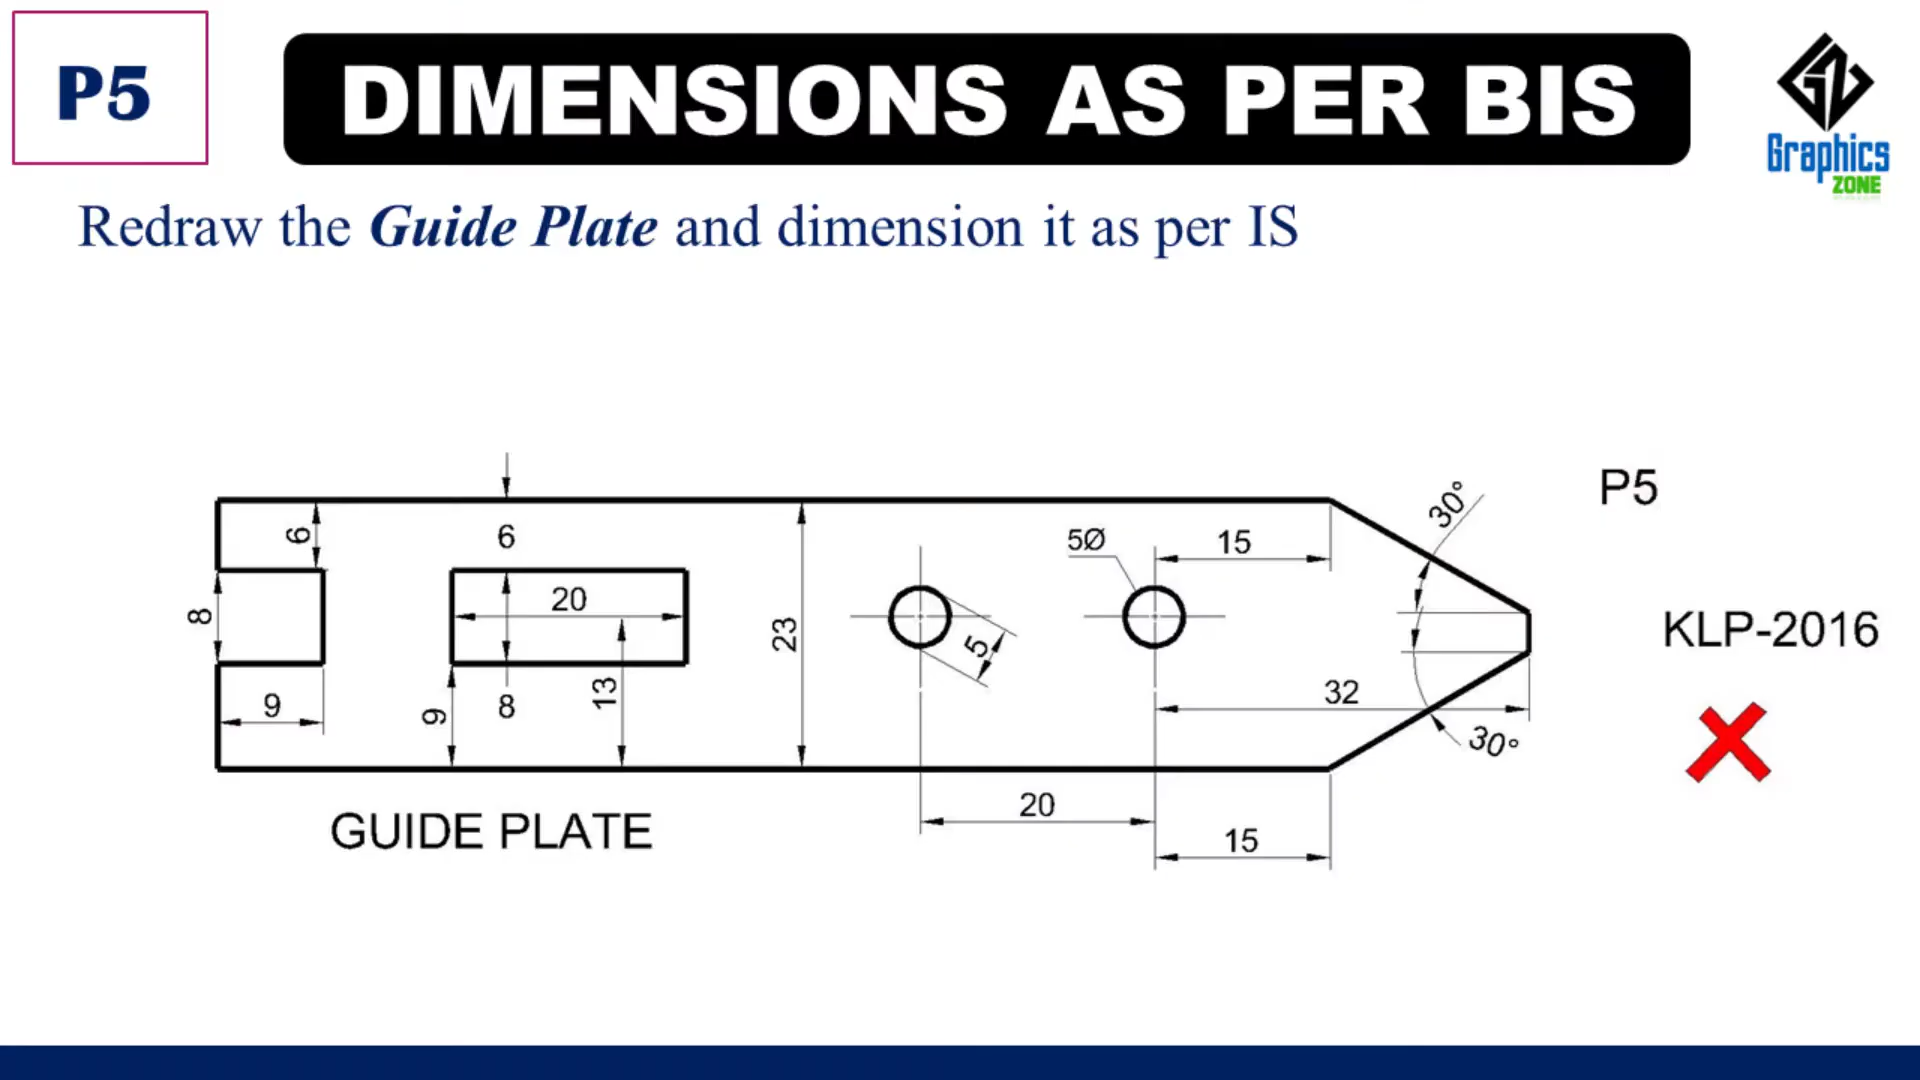 P5
DIMENSIONS AS PER BIS
Graphics
ZONE
Redraw the Guide Plate and dimension it as per IS
P5
30°
6
6
5Ø
15
20
8
23
5
KLP-2016
9
9
8
13
32
30°
20
GUIDE PLATE
15